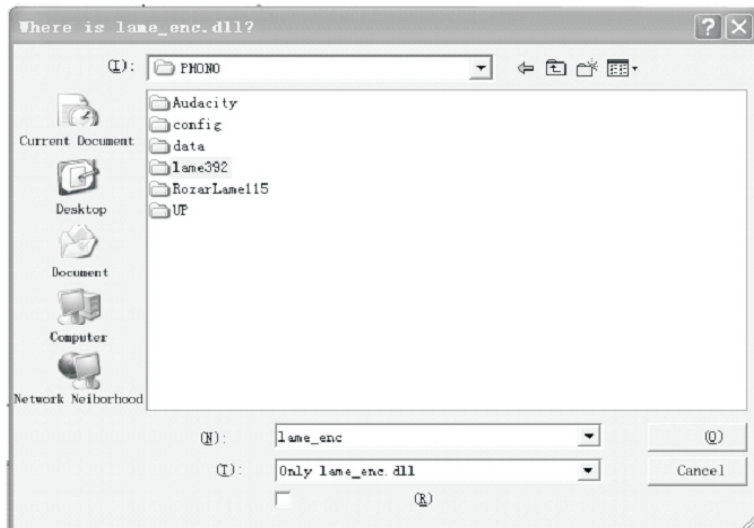 Where is lame_enc.dll?
(I): PHONO
Audacity
config
data
lame392
RozarLame115
UP
Current Document
Desktop
Document
Computer
Network Neiborhood
(N): lame_enc (O)
(T): Only lame_enc.dll Cancel
(R)